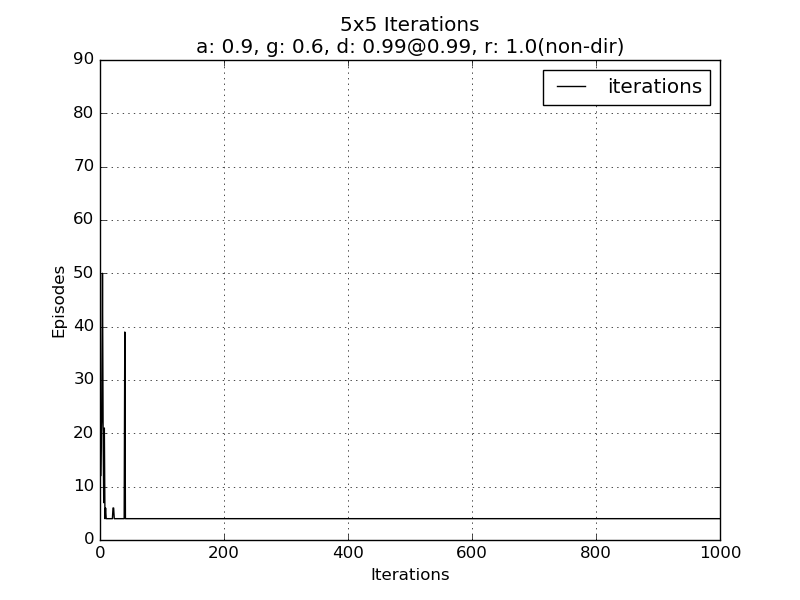 5x5 Iterations
a: 0.9, g: 0.6, d: 0.99@0.99, r: 1.0(non-dir)
iterations
90
80
70
60
50
40
30
20
10
0
Episodes
0 200 400 600 800 1000
Iterations